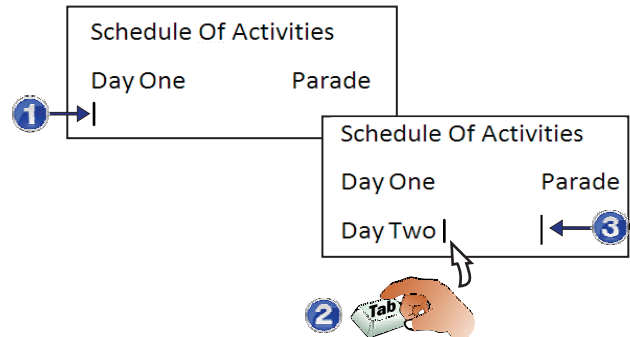 Schedule Of Activities
Day One Parade
1
Schedule Of Activities
Day One Parade
Day Two
3
2
Tab